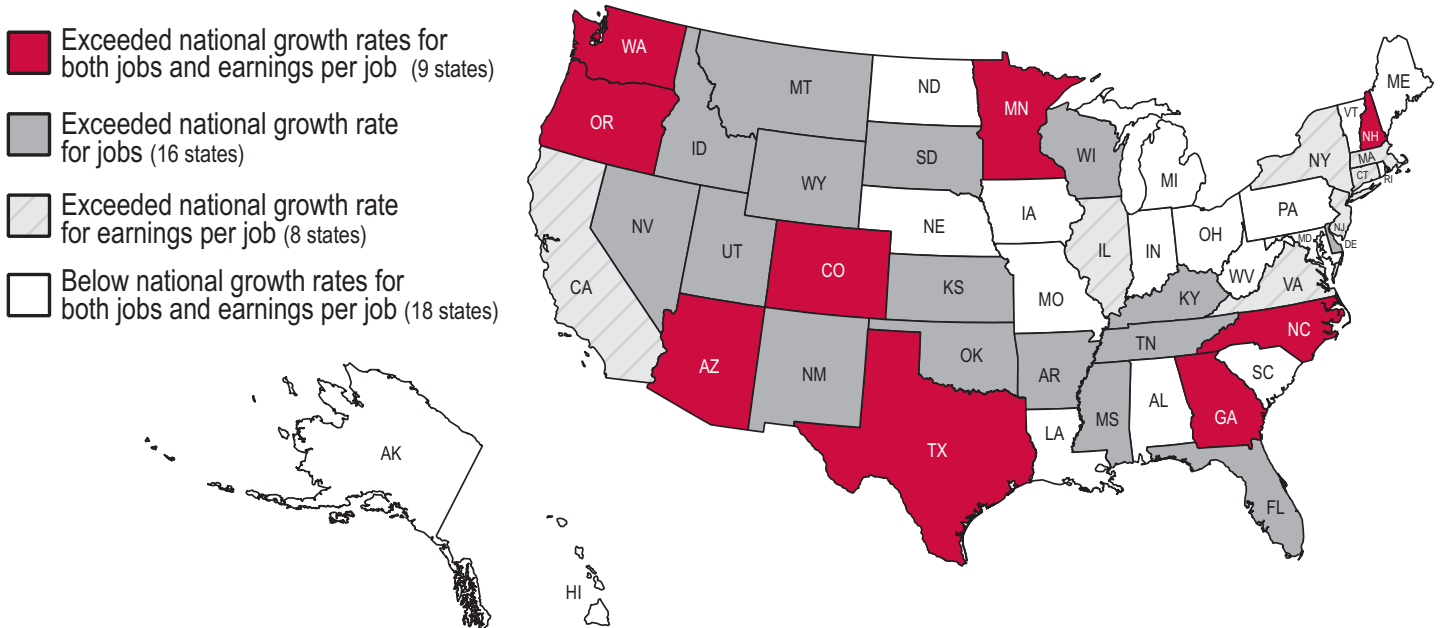 Exceeded national growth rates for
both jobs and earnings per job (9 states)
Exceeded national growth rate
for jobs (16 states)
Exceeded national growth rate
for earnings per job (8 states)
Below national growth rates for
both jobs and earnings per job (18 states)
WA
MT
ND
MN
ME
VT
NH
OR
ID
SD
WI
NY
MA
CT
RI
WY
MI
IA
PA
NE
NJ
OH
MD
DE
NV
UT
CO
IL
IN
WV
VA
CA
KS
MO
KY
NC
TN
AZ
NM
OK
AR
SC
MS
AL
GA
LA
TX
AK
FL
HI